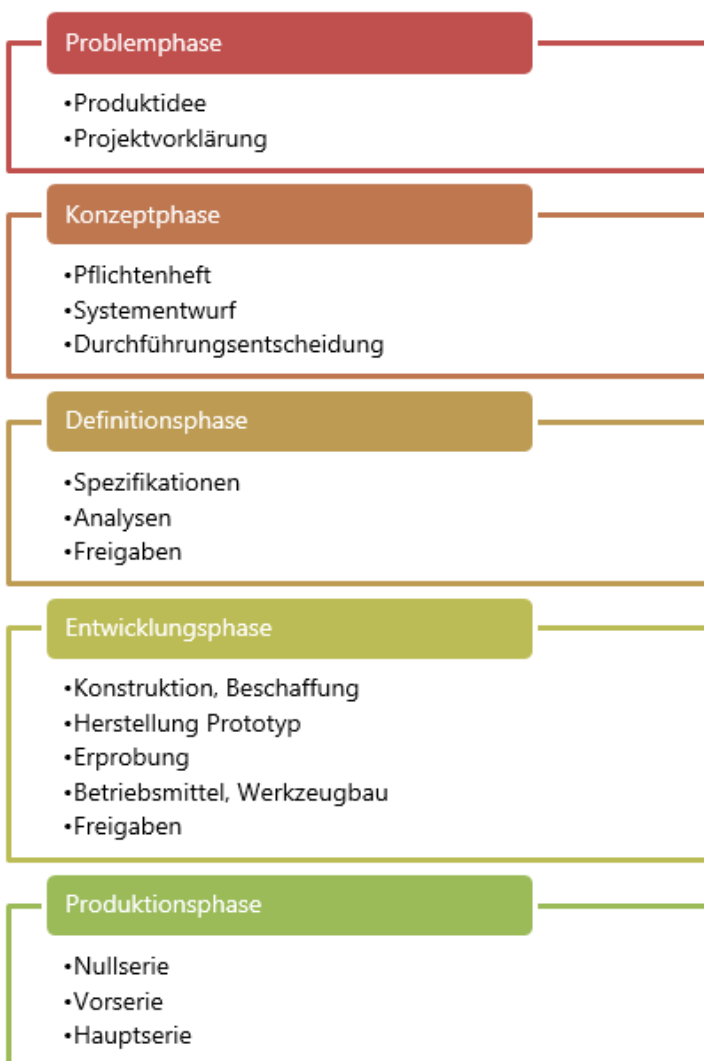 Problemphase
•Produktidee
•Projektvorklärung
Konzeptphase
•Pflichtenheft
•Systementwurf
•Durchführungsentscheidung
Definitionsphase
•Spezifikationen
•Analysen
•Freigaben
Entwicklungsphase
•Konstruktion, Beschaffung
•Herstellung Prototyp
•Erprobung
•Betriebsmittel, Werkzeugbau
•Freigaben
Produktionsphase
•Nullserie
•Vorserie
•Hauptserie